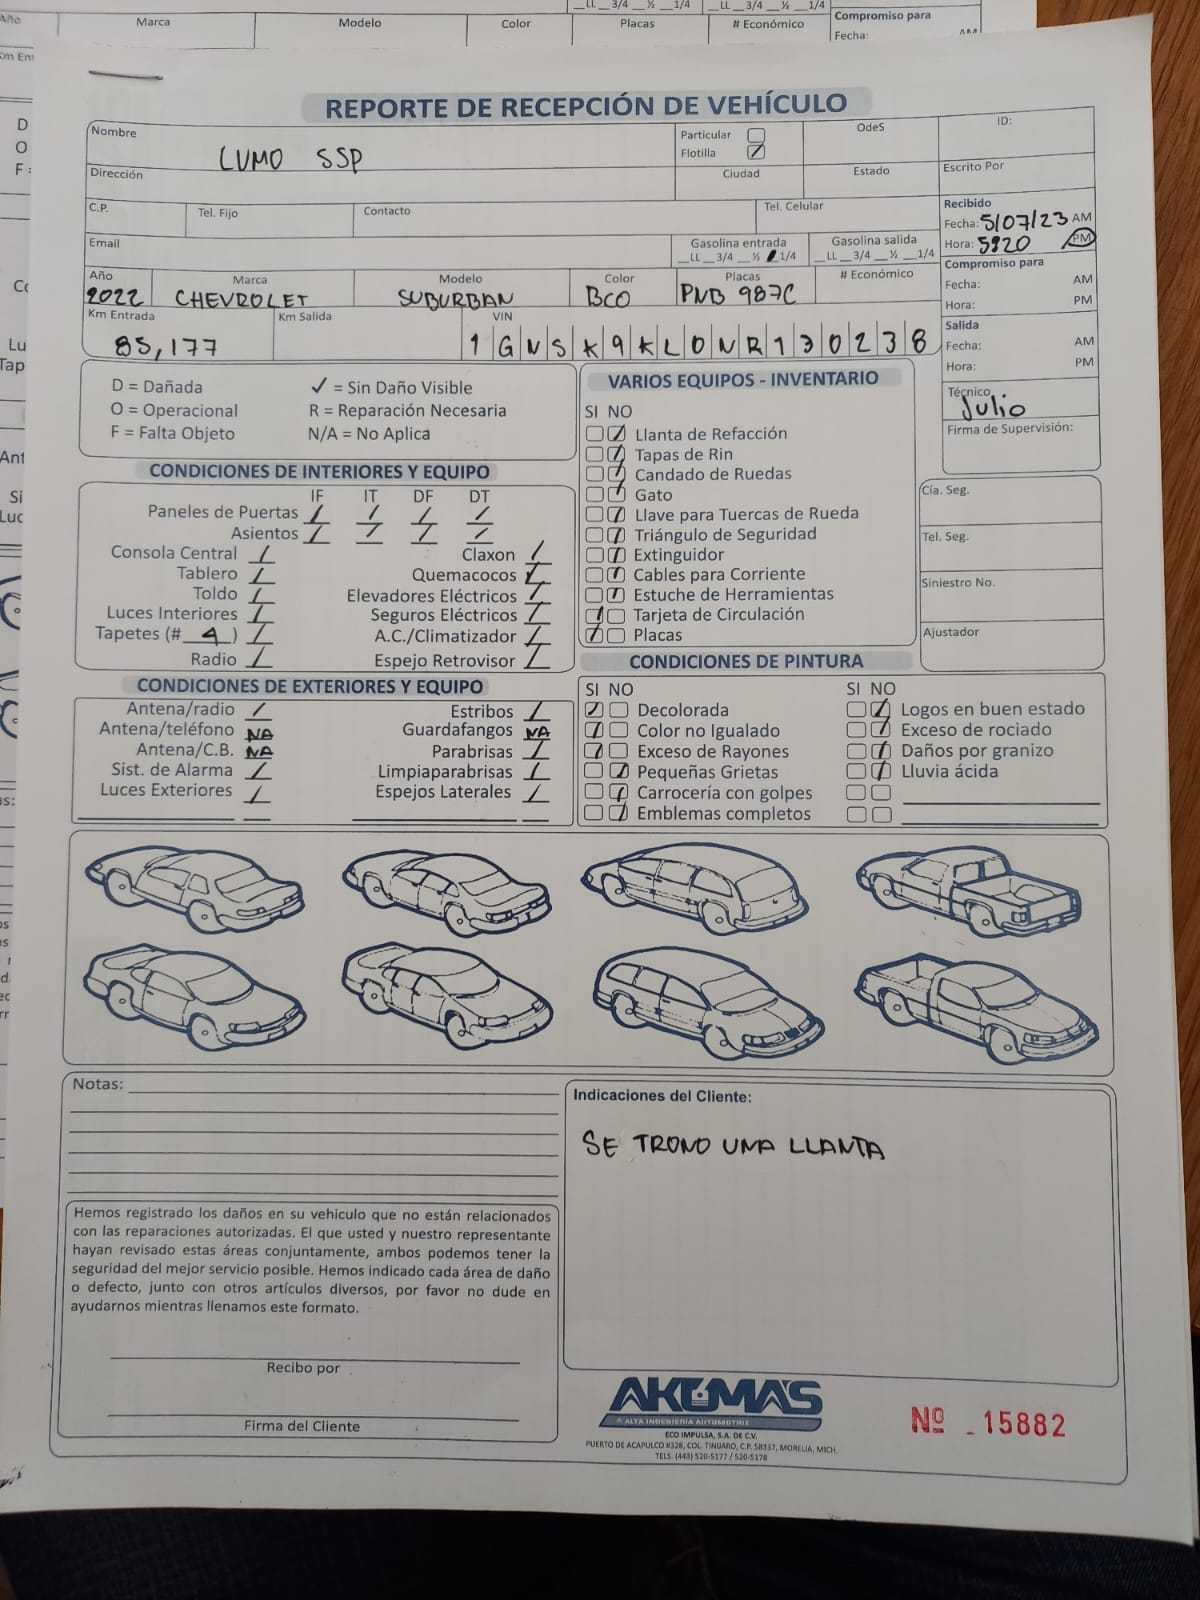 Año Marca Modelo Color Placas # Económico
__LL __3/4 __½ __1/4 __LL __3/4 __½ __1/4
Compromiso para
Fecha:
REPORTE DE RECEPCIÓN DE VEHÍCULO
Nombre LUMO SSP
Particular
Flotilla
OdeS
ID:
Dirección
Ciudad
Estado
Escrito Por
C.P.
Tel. Fijo
Contacto
Tel. Celular
Recibido
Fecha: 5/07/23 AM
Hora: 5:20 PM
Email
Gasolina entrada
__LL __3/4 __½ __1/4
Gasolina salida
__LL __3/4 __½ __1/4
Compromiso para
Fecha: AM
Hora: PM
Año Marca Modelo Color Placas # Económico
2022 CHEVROLET SUBURBAN BCO PNB 987C
Km Entrada Km Salida VIN
85,177 1GNSK9KL0NR130238
Salida
Fecha: AM
Hora: PM
Técnico
Julio
Firma de Supervisión:
D = Dañada ✓ = Sin Daño Visible
O = Operacional R = Reparación Necesaria
F = Falta Objeto N/A = No Aplica
CONDICIONES DE INTERIORES Y EQUIPO
IF IT DF DT
Paneles de Puertas
Asientos
Consola Central Claxon
Tablero Quemacocos
Toldo Elevadores Eléctricos
Luces Interiores Seguros Eléctricos
Tapetes (# 4 ) A.C./Climatizador
Radio Espejo Retrovisor
VARIOS EQUIPOS - INVENTARIO
SI NO
Llanta de Refacción
Tapas de Rin
Candado de Ruedas
Gato
Llave para Tuercas de Rueda
Triángulo de Seguridad
Extinguidor
Cables para Corriente
Estuche de Herramientas
Tarjeta de Circulación
Placas
Cía. Seg.
Tel. Seg.
Siniestro No.
Ajustador
CONDICIONES DE EXTERIORES Y EQUIPO
Antena/radio Estribos
Antena/teléfono NA Guardafangos NA
Antena/C.B. NA Parabrisas
Sist. de Alarma Limpiaparabrisas
Luces Exteriores Espejos Laterales
CONDICIONES DE PINTURA
SI NO SI NO
Decolorada Logos en buen estado
Color no Igualado Exceso de rociado
Exceso de Rayones Daños por granizo
Pequeñas Grietas Lluvia ácida
Carrocería con golpes
Emblemas completos
Notas:
Indicaciones del Cliente:
SE TRONO UNA LLANTA
Hemos registrado los daños en su vehiculo que no están relacionados
con las reparaciones autorizadas. El que usted y nuestro representante
hayan revisado estas áreas conjuntamente, ambos podemos tener la
seguridad del mejor servicio posible. Hemos indicado cada área de daño
o defecto, junto con otros artículos diversos, por favor no dude en
ayudarnos mientras llenamos este formato.
Recibo por
Firma del Cliente
AKUMA'S
ALTA INGENIERÍA AUTOMOTRIZ
ECO IMPULSA, S.A. DE C.V.
PUERTO DE ACAPULCO #328, COL. TINIJARO, C.P. 58337, MORELIA, MICH.
TELS. (443) 520-5177 / 520-5178
Nº 15882